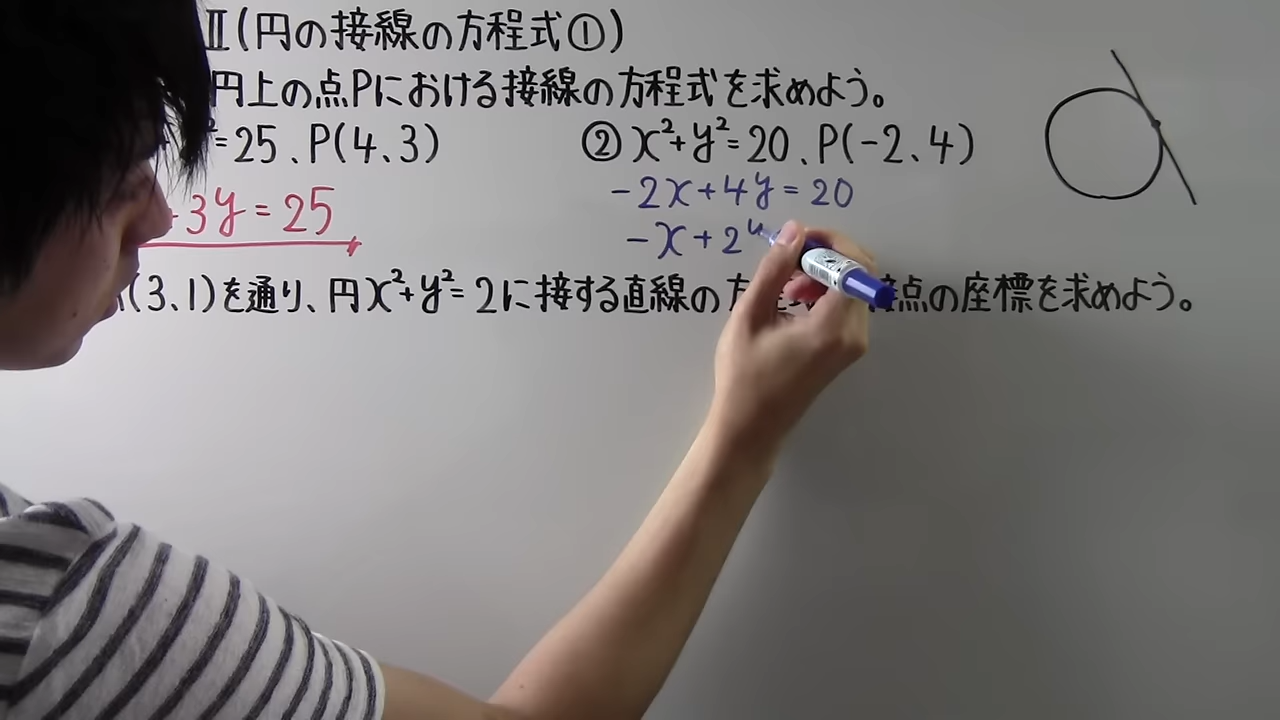 Ⅱ(円の接線の方程式①)
円上の点Pにおける接線の方程式を求めよう。
²=25、P(4、3)
② x²+y²=20、P(-2、4)
-2x+4y=20
+3y=25
-x+2y
(3、1)を通り、円x²+y²=2に接する直線の方程式 接点の座標を求めよう。